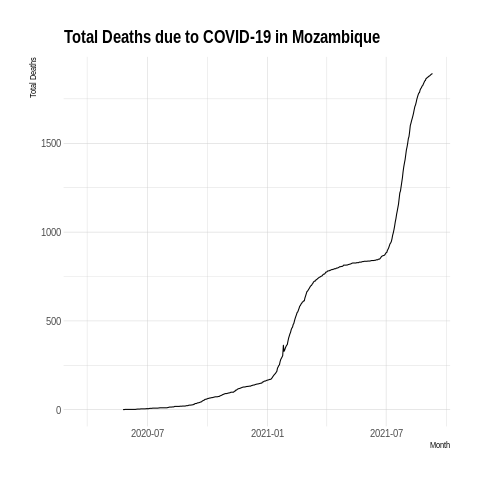 Total Deaths due to COVID-19 in Mozambique
Total Deaths
1500
1000
500
0
2020-07
2021-01
2021-07
Month